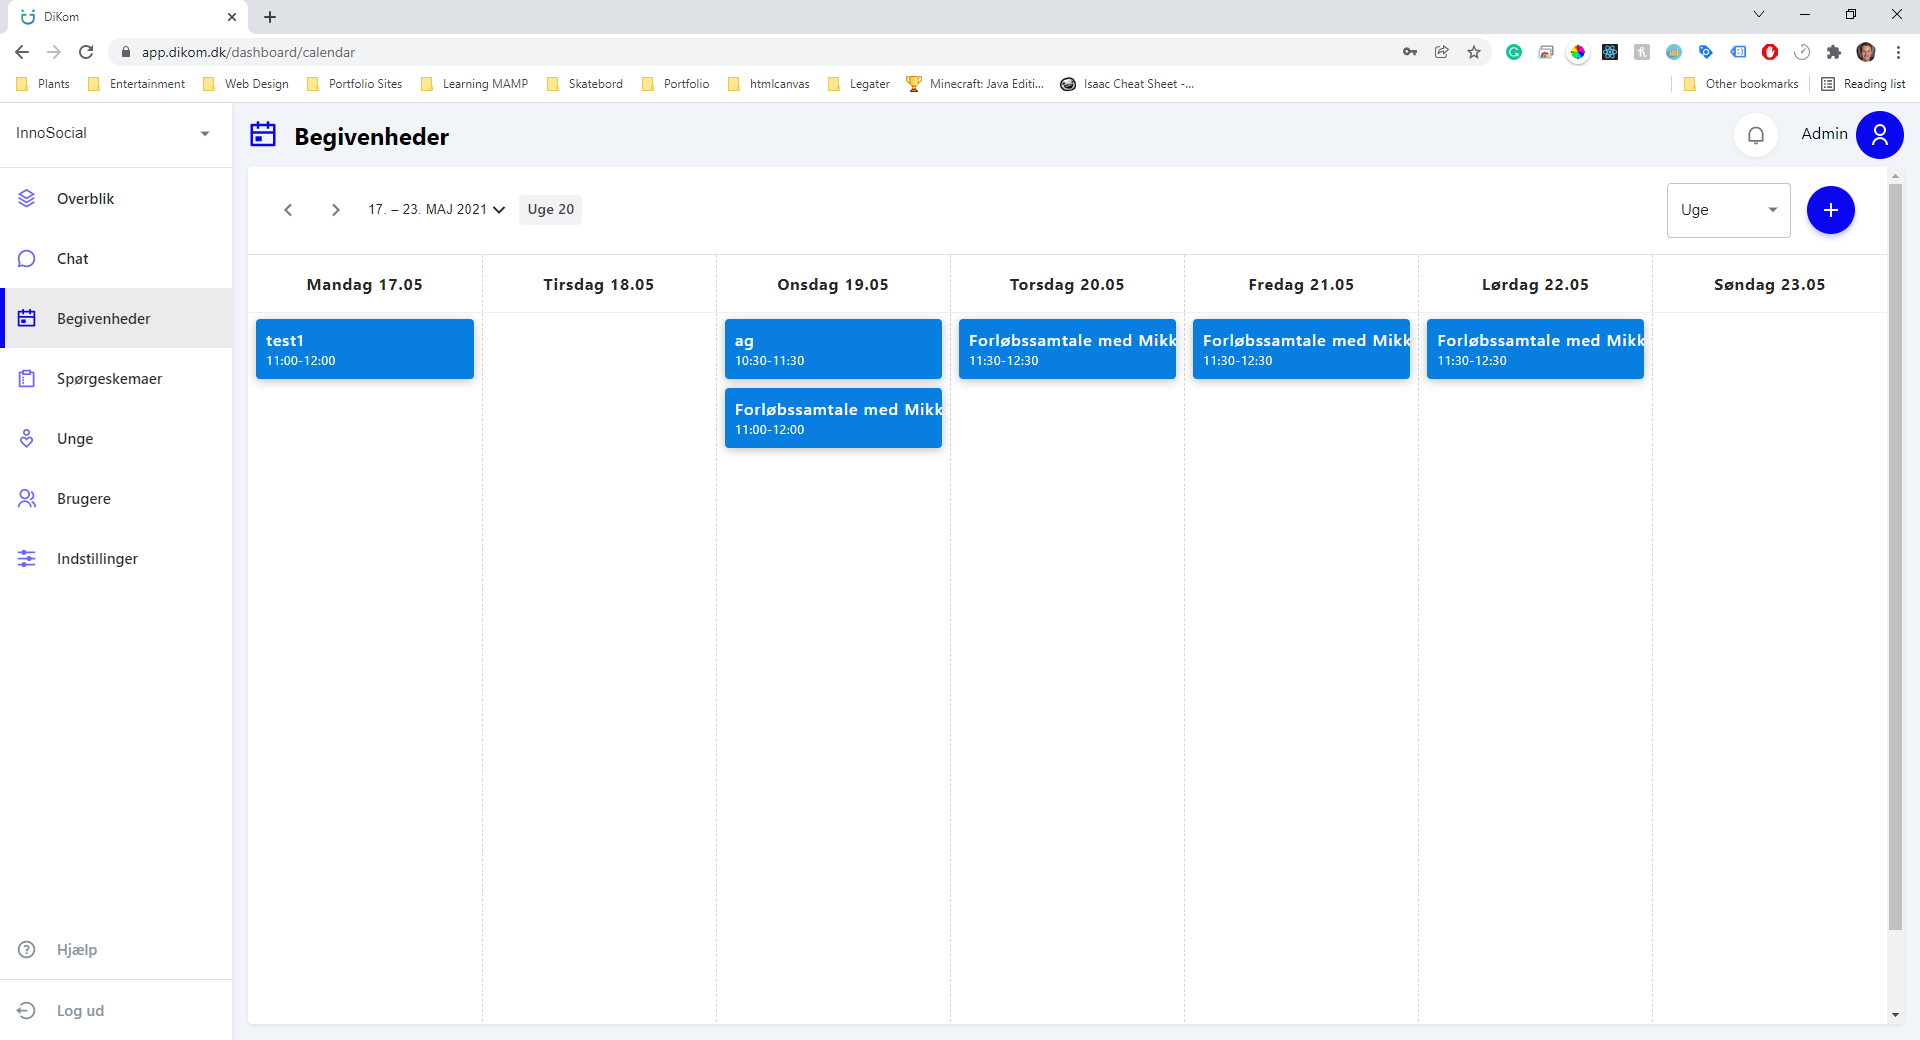 DiKom
app.dikom.dk/dashboard/calendar
Plants Entertainment Web Design Portfolio Sites Learning MAMP Skatebord Portfolio htmlcanvas Legater Minecraft: Java Editi... Isaac Cheat Sheet -... Other bookmarks Reading list
InnoSocial
Begivenheder
Admin
Overblik
Chat
Begivenheder
Spørgeskemaer
Unge
Brugere
Indstillinger
Hjælp
Log ud
17. – 23. MAJ 2021 Uge 20
Uge
Mandag 17.05 Tirsdag 18.05 Onsdag 19.05 Torsdag 20.05 Fredag 21.05 Lørdag 22.05 Søndag 23.05
test1
11:00-12:00
ag
10:30-11:30
Forløbssamtale med Mikk
11:00-12:00
Forløbssamtale med Mikk
11:30-12:30
Forløbssamtale med Mikk
11:30-12:30
Forløbssamtale med Mikk
11:30-12:30